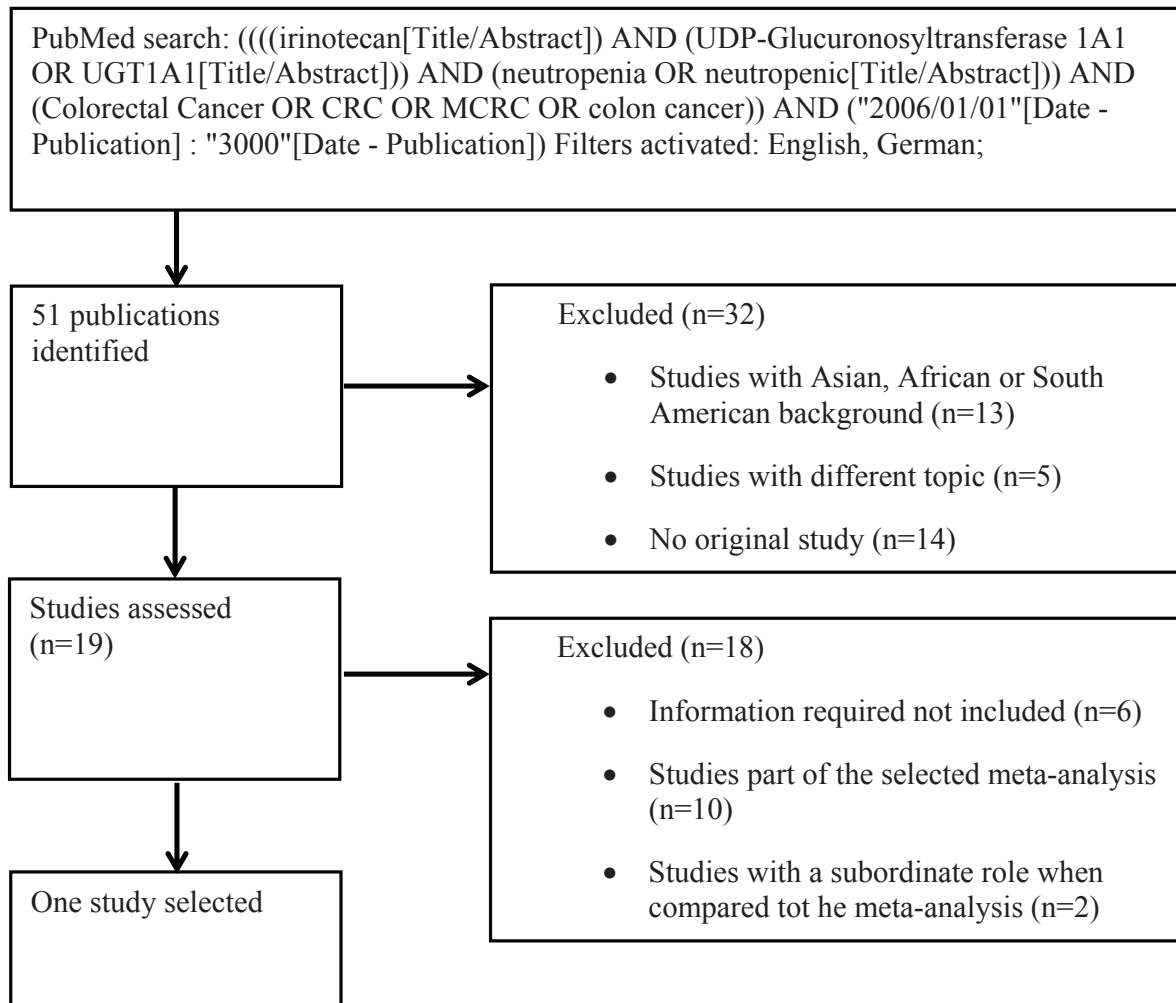 PubMed search: ((((irinotecan[Title/Abstract]) AND (UDP-Glucuronosyltransferase 1A1
OR UGT1A1[Title/Abstract])) AND (neutropenia OR neutropenic[Title/Abstract])) AND
(Colorectal Cancer OR CRC OR MCRC OR colon cancer)) AND ("2006/01/01"[Date -
Publication] : "3000"[Date - Publication]) Filters activated: English, German;
51 publications
identified
Excluded (n=32)
• Studies with Asian, African or South
American background (n=13)
• Studies with different topic (n=5)
• No original study (n=14)
Studies assessed
(n=19)
Excluded (n=18)
• Information required not included (n=6)
• Studies part of the selected meta-analysis
(n=10)
• Studies with a subordinate role when
compared tot he meta-analysis (n=2)
One study selected